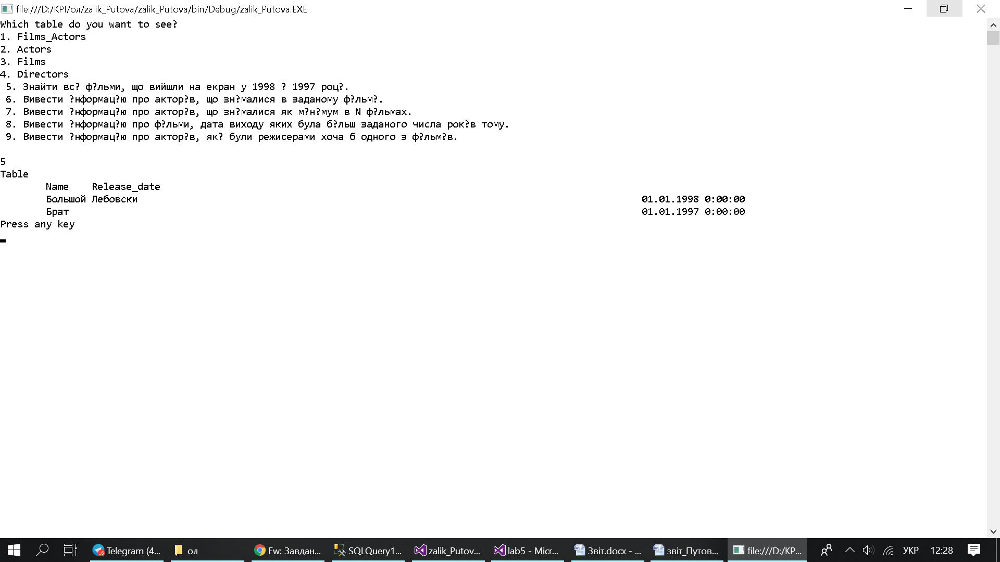 file:///D:/KPI/ол/zalik_Putova/zalik_Putova/bin/Debug/zalik_Putova.EXE
Which table do you want to see?
1. Films_Actors
2. Actors
3. Films
4. Directors
5. Знайти вс? ф?льми, що вийшли на екран у 1998 ? 1997 роц?.
6. Вивести ?нформац?ю про актор?в, що зн?малися в заданому ф?льм?.
7. Вивести ?нформац?ю про актор?в, що зн?малися як м?н?мум в N ф?льмах.
8. Вивести ?нформац?ю про ф?льми, дата виходу яких була б?льш заданого числа рок?в тому.
9. Вивести ?нформац?ю про актор?в, як? були режисерами хоча б одного з ф?льм?в.
5
Table
Name Release_date
Большой Лебовски 01.01.1998 0:00:00
Брат 01.01.1997 0:00:00
Press any key
Telegram (4... ол Fw: Завдан... SQLQuery1... zalik_Putov... lab5 - Micr... Звіт.docx - ... звіт_Путов... file:///D:/KP... УКР 12:28